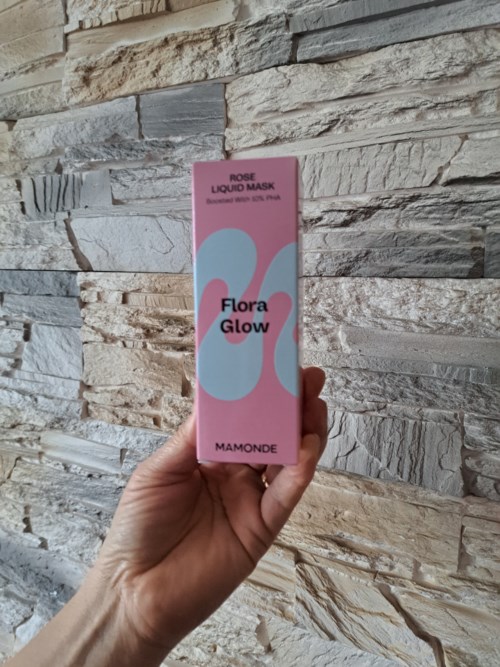 ROSE
LIQUID MASK
Boosted With 10% PHA
Flora
Glow
MAMONDE